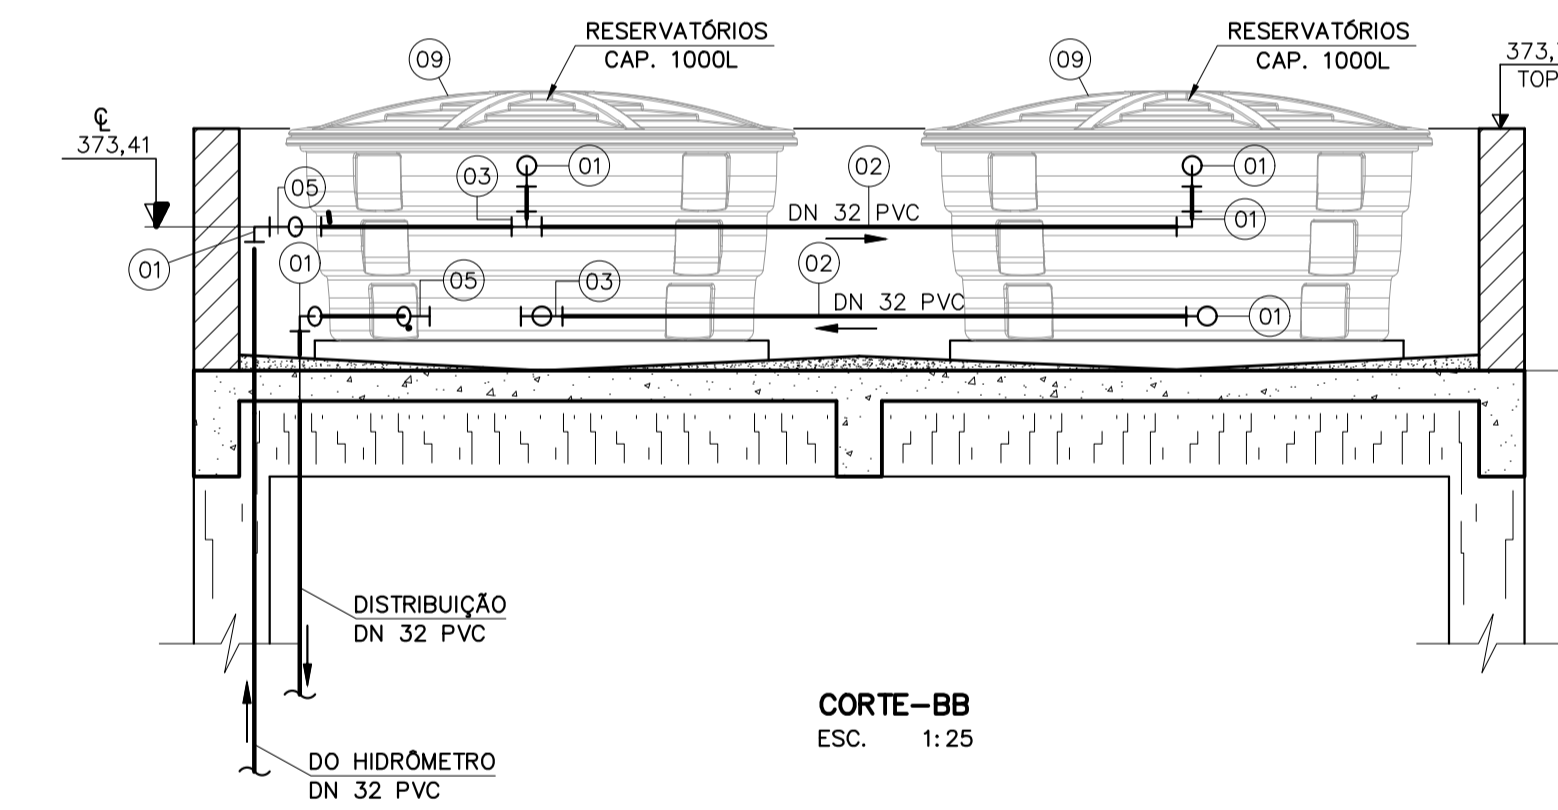 RESERVATÓRIOS
CAP. 1000L
RESERVATÓRIOS
CAP. 1000L
09
09
TOP
℄
373,41
01
02
01
03
05
DN 32 PVC
01
01
01
02
05
03
DN 32 PVC
01
DISTRIBUIÇÃO
DN 32 PVC
CORTE-BB
ESC. 1:25
DO HIDRÔMETRO
DN 32 PVC